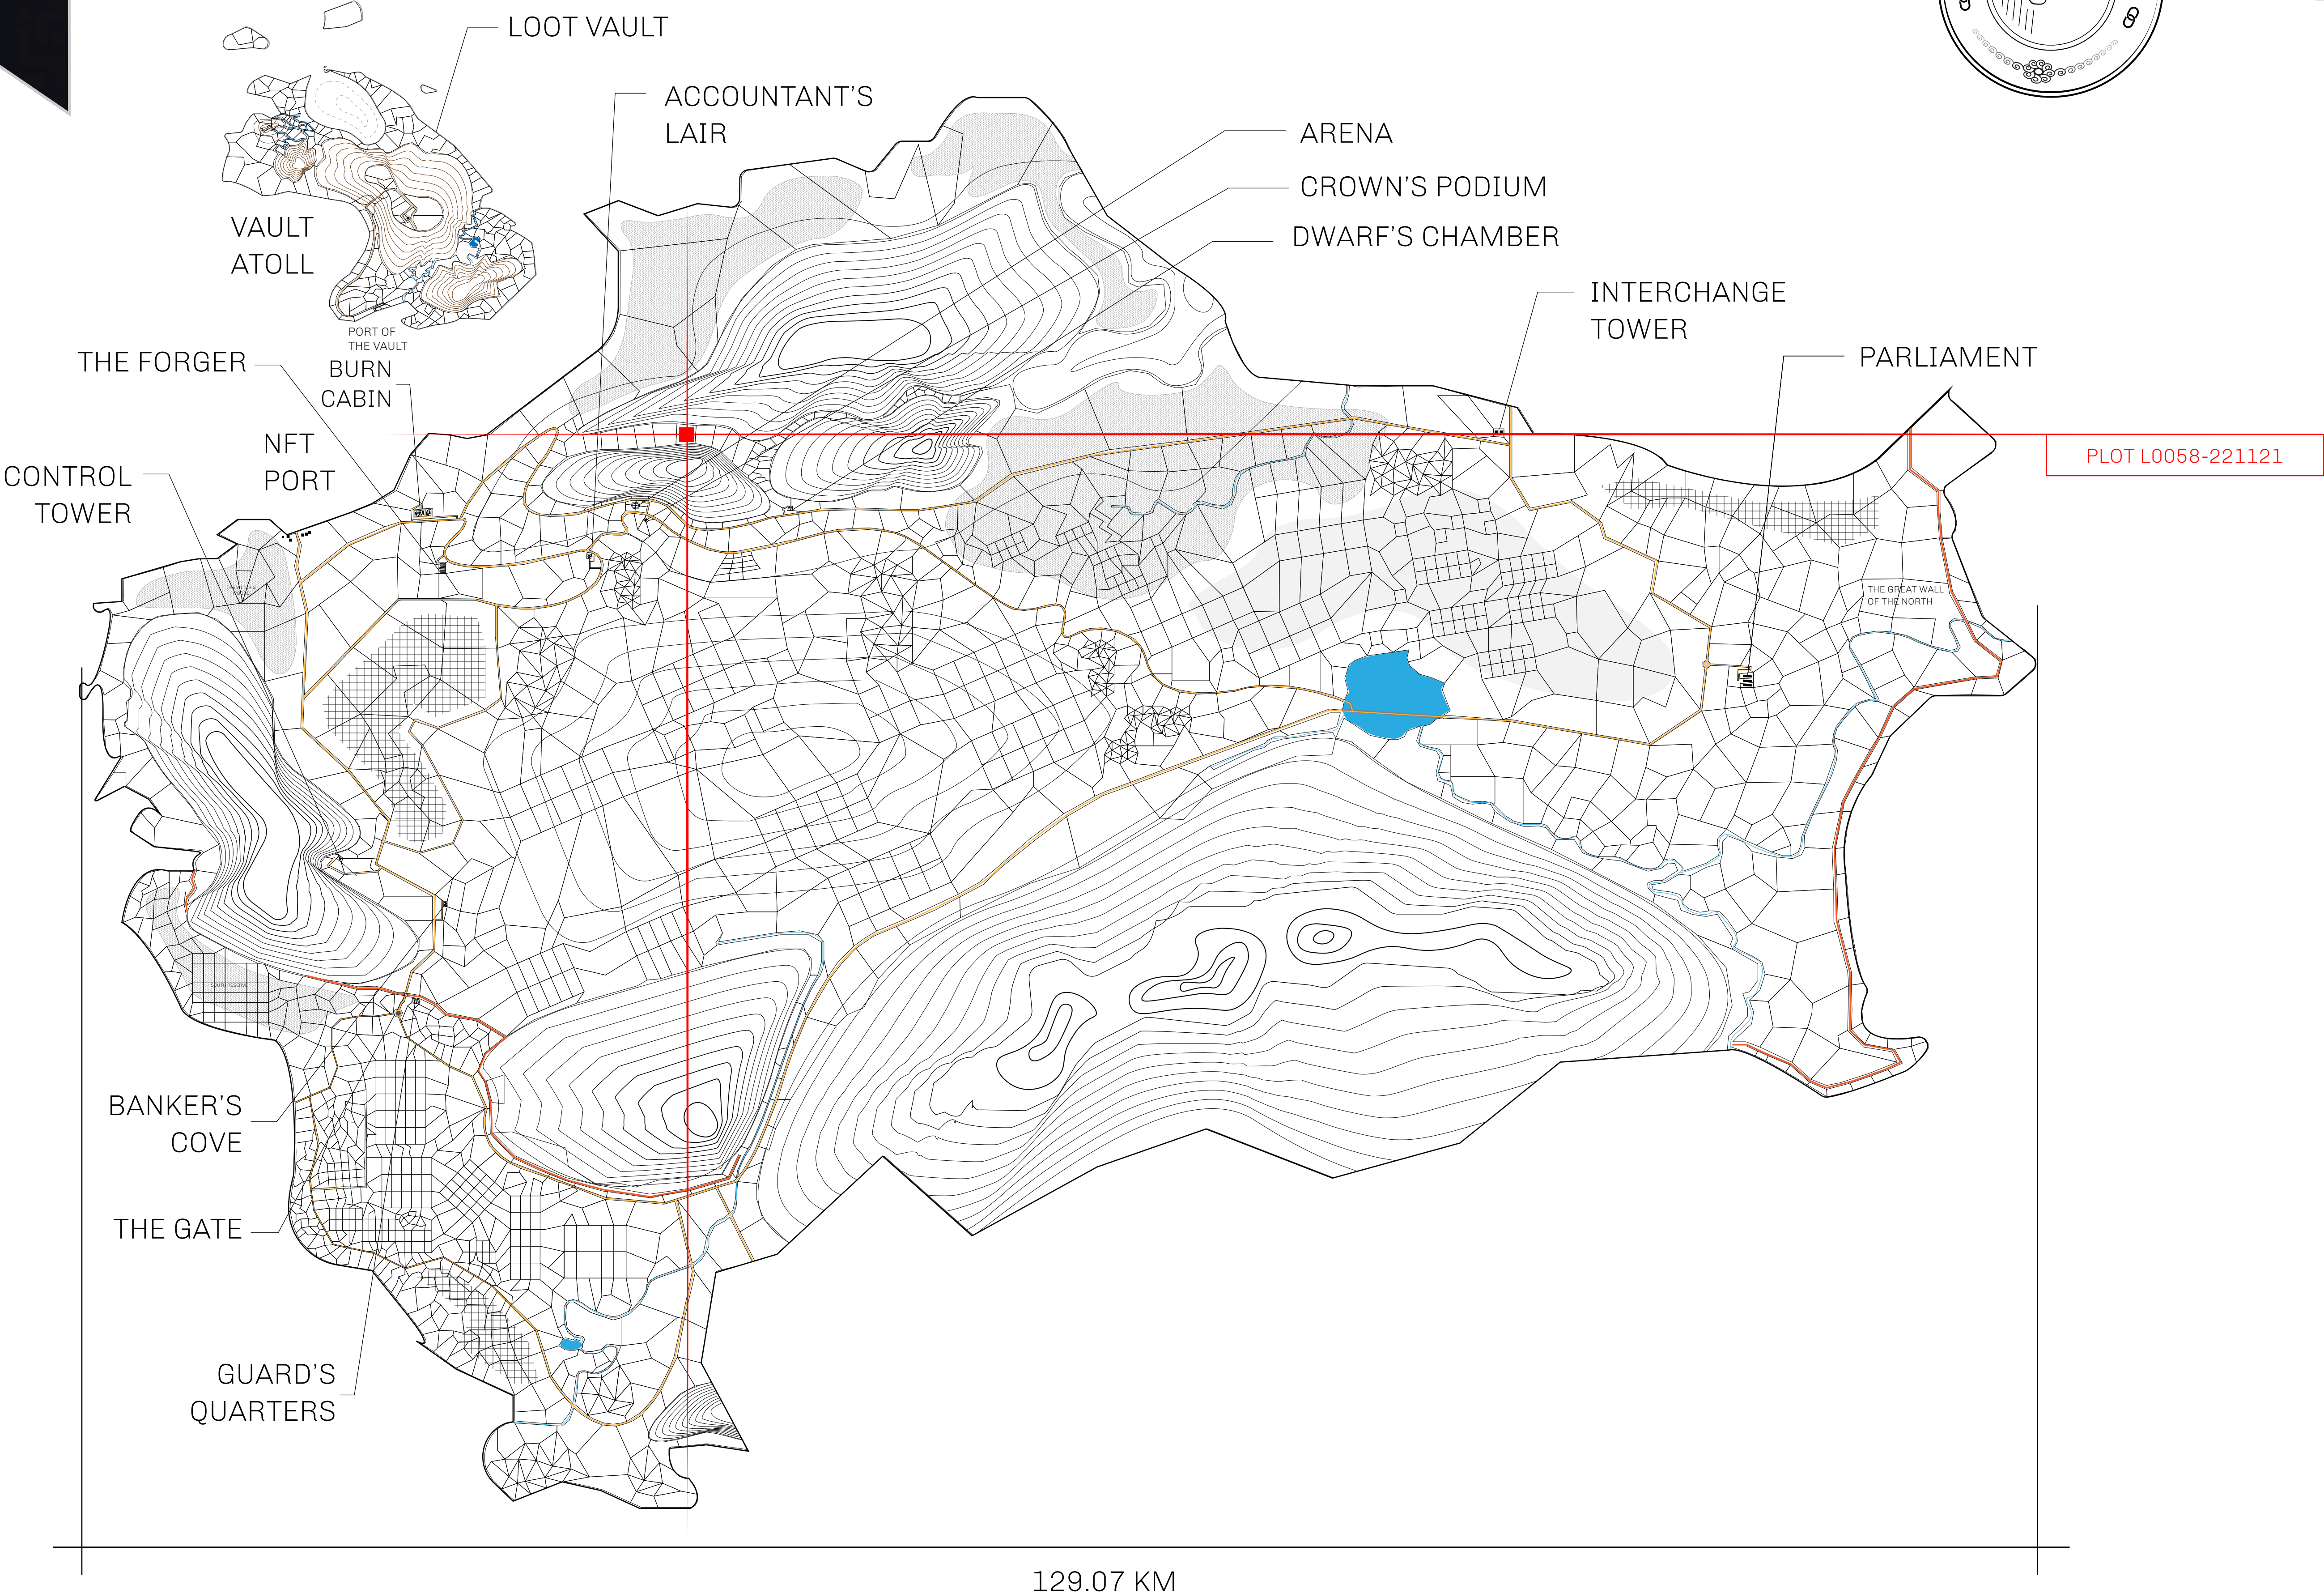 LOOT VAULT
ACCOUNTANT'S
LAIR
ARENA
CROWN'S PODIUM
DWARF'S CHAMBER
VAULT
ATOLL
INTERCHANGE
TOWER
PORT OF
THE VAULT
THE FORGER
BURN
CABIN
PARLIAMENT
NFT
PORT
CONTROL
TOWER
PLOT L0058-221121
THE GREAT WALL
OF THE NORTH
SOUTH RESERVE
BANKER'S
COVE
THE GATE
GUARD'S
QUARTERS
129.07 KM